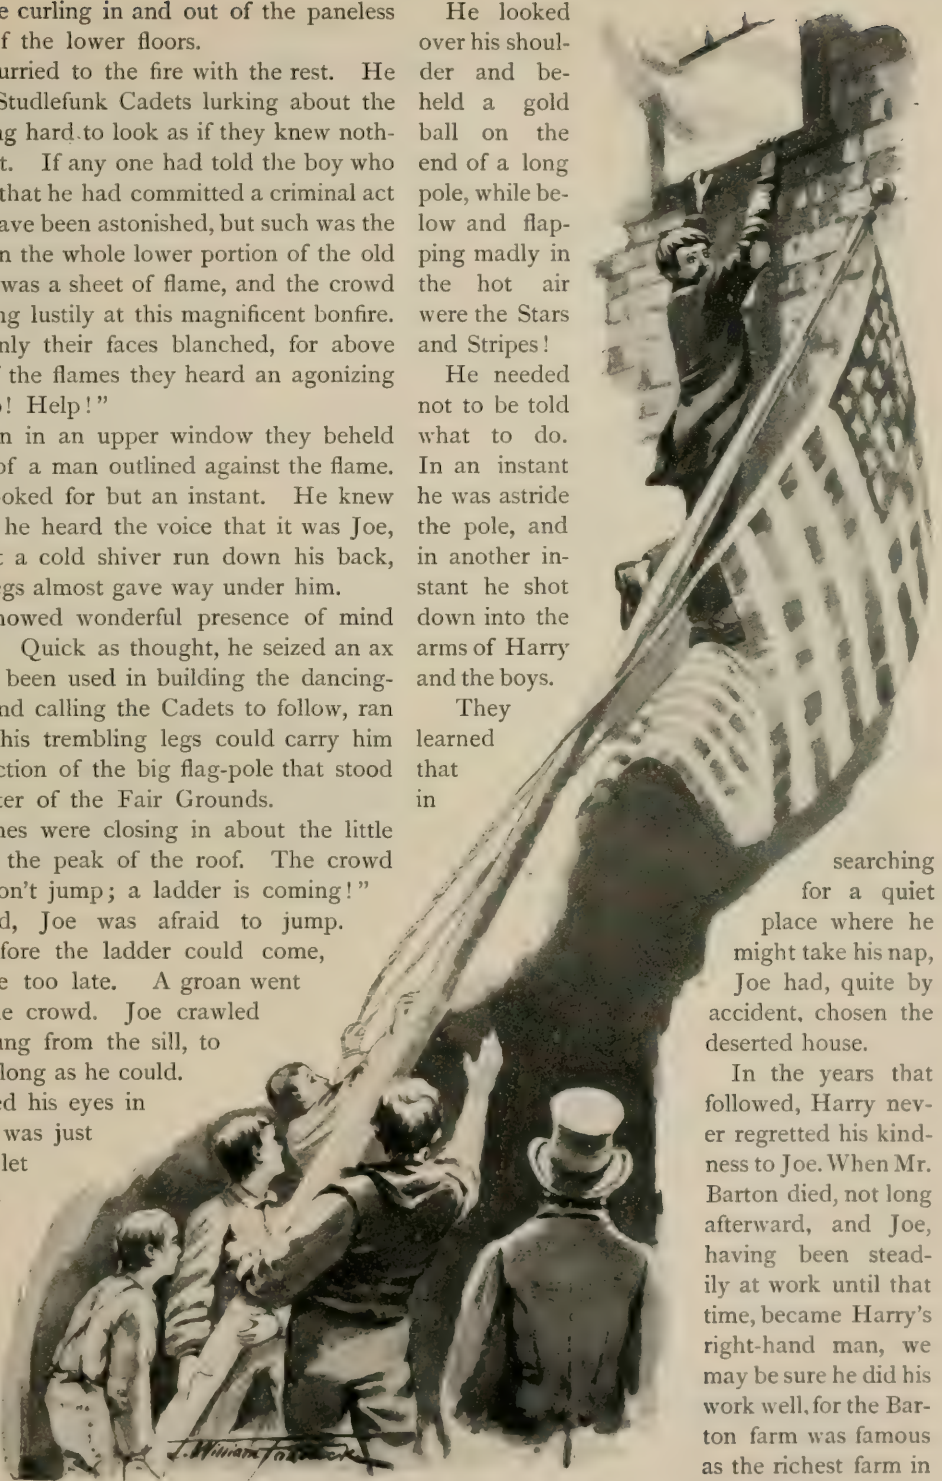 e curling in and out of the paneless
f the lower floors.
urried to the fire with the rest. He
Studlefunk Cadets lurking about the
ng hard to look as if they knew noth-
t. If any one had told the boy who
that he had committed a criminal act
ave been astonished, but such was the
n the whole lower portion of the old
was a sheet of flame, and the crowd
ng lustily at this magnificent bonfire.
nly their faces blanched, for above
f the flames they heard an agonizing
! Help!”
n in an upper window they beheld
of a man outlined against the flame.
oked for but an instant. He knew
he heard the voice that it was Joe,
t a cold shiver run down his back,
egs almost gave way under him.
howed wonderful presence of mind
Quick as thought, he seized an ax
been used in building the dancing-
nd calling the Cadets to follow, ran
his trembling legs could carry him
ction of the big flag-pole that stood
ter of the Fair Grounds.
nes were closing in about the little
the peak of the roof. The crowd
on't jump; a ladder is coming!”
d, Joe was afraid to jump.
fore the ladder could come,
e too late. A groan went
e crowd. Joe crawled
ung from the sill, to
long as he could.
ed his eyes in
was just
let
He looked
over his shoul-
der and be-
held a gold
ball on the
end of a long
pole, while be-
low and flap-
ping madly in
the hot air
were the Stars
and Stripes!
He needed
not to be told
what to do.
In an instant
he was astride
the pole, and
in another in-
stant he shot
down into the
arms of Harry
and the boys.
They
learned
that
in
searching
for a quiet
place where he
might take his nap,
Joe had, quite by
accident, chosen the
deserted house.
In the years that
followed, Harry nev-
er regretted his kind-
ness to Joe. When Mr.
Barton died, not long
afterward, and Joe,
having been stead-
ily at work until that
time, became Harry's
right-hand man, we
may be sure he did his
work well, for the Bar-
ton farm was famous
as the richest farm in
William